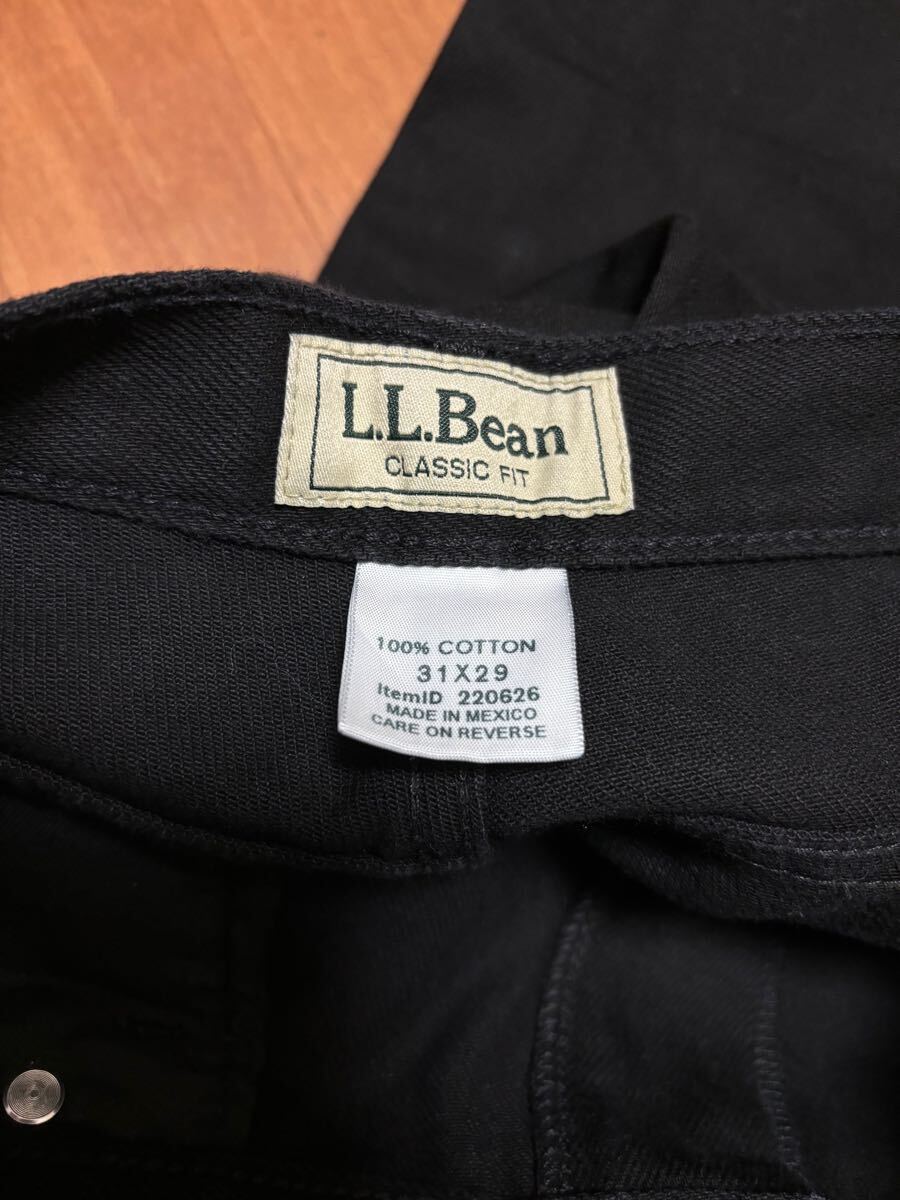 L.L.Bean
CLASSIC FIT
100% COTTON
31X29
ItemID 220626
MADE IN MEXICO
CARE ON REVERSE